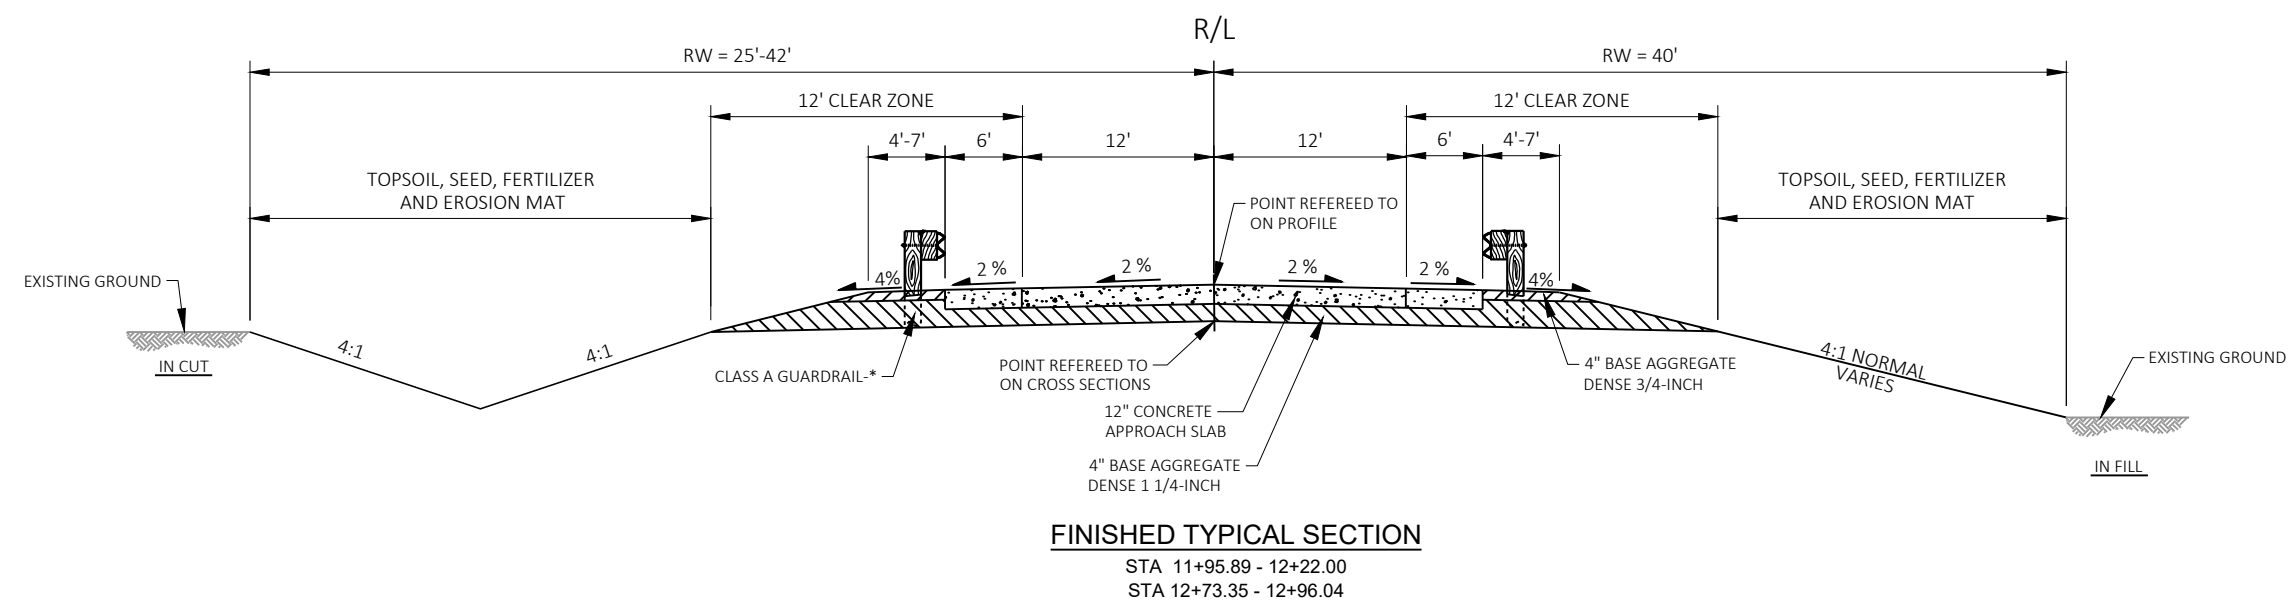 R/L
RW = 25'-42'
RW = 40'
12' CLEAR ZONE
12' CLEAR ZONE
4'-7'
6'
12'
12'
6'
4'-7'
TOPSOIL, SEED, FERTILIZER
AND EROSION MAT
TOPSOIL, SEED, FERTILIZER
AND EROSION MAT
POINT REFEREED TO
ON PROFILE
EXISTING GROUND
4%
2 %
2 %
2 %
2 %
4%
IN CUT
4:1
4:1
CLASS A GUARDRAIL-*
POINT REFEREED TO
ON CROSS SECTIONS
12" CONCRETE
APPROACH SLAB
4" BASE AGGREGATE
DENSE 1 1/4-INCH
4" BASE AGGREGATE
DENSE 3/4-INCH
4:1 NORMAL
VARIES
EXISTING GROUND
IN FILL
FINISHED TYPICAL SECTION
STA 11+95.89 - 12+22.00
STA 12+73.35 - 12+96.04